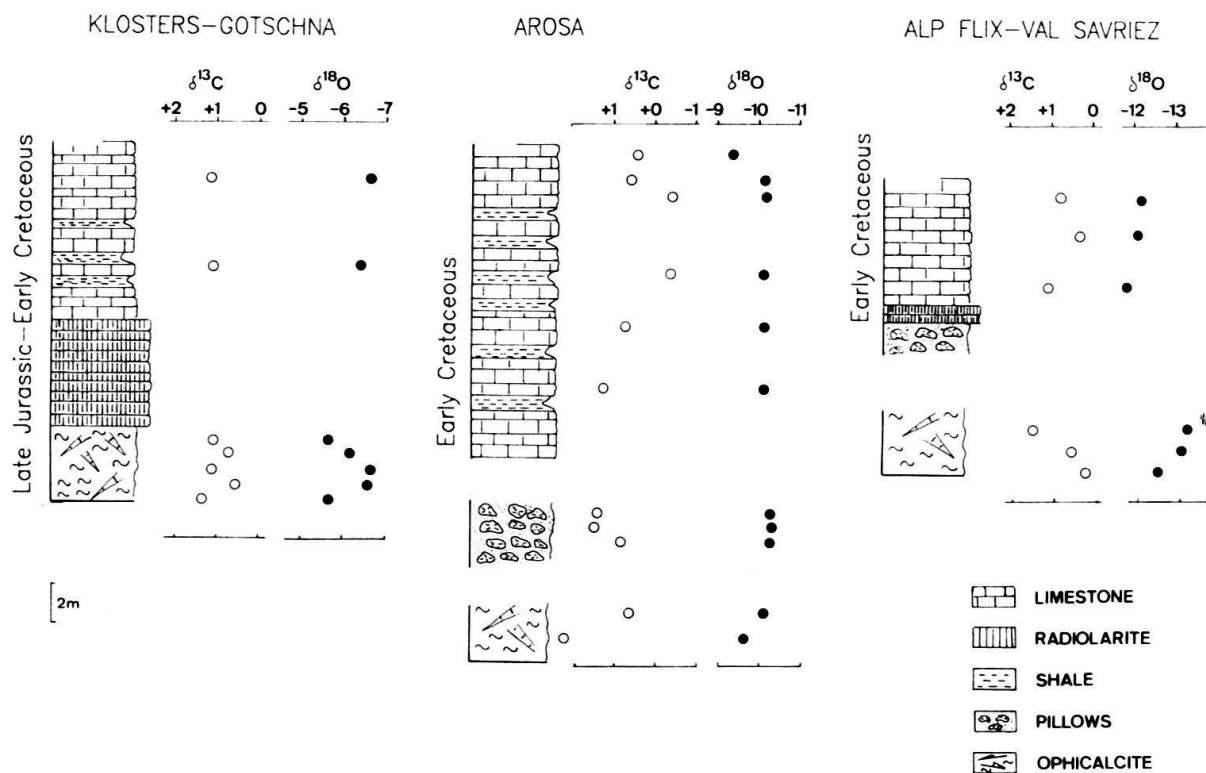 KLOSTERS–GOTSCHNA
AROSA
ALP FLIX–VAL SAVRIEZ
δ13C δ18O
+2 +1 0 -5 -6 -7
δ13C δ18O
+1 +0 -1 -9 -10 -11
δ13C δ18O
+2 +1 0 -12 -13
Late Jurassic–Early Cretaceous
Early Cretaceous
Early Cretaceous
2m
LIMESTONE
RADIOLARITE
SHALE
PILLOWS
OPHICALCITE